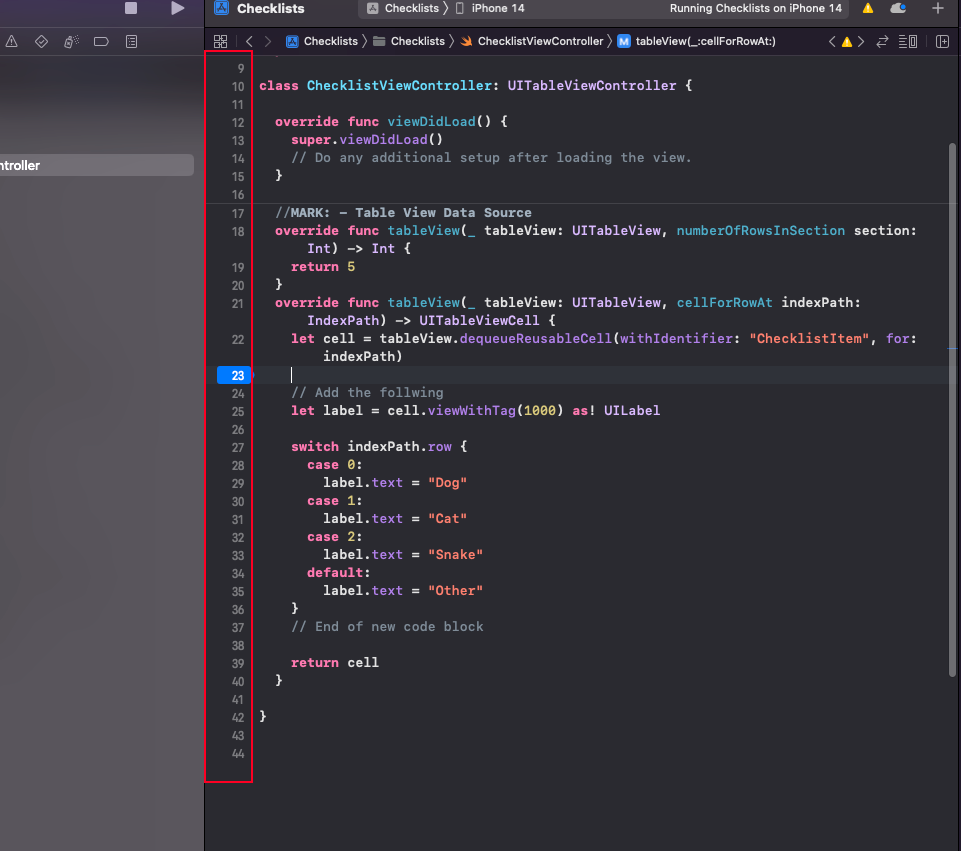 Checklists
Checklists
iPhone 14
Running Checklists on iPhone 14
Checklists
Checklists
ChecklistViewController
M
tableView(_:cellForRowAt:)
ntroller
9
10 class ChecklistViewController: UITableViewController {
11
12 override func viewDidLoad() {
13 super.viewDidLoad()
14 // Do any additional setup after loading the view.
15 }
16
17 //MARK: - Table View Data Source
18 override func tableView(_ tableView: UITableView, numberOfRowsInSection section:
Int) -> Int {
19 return 5
20 }
21 override func tableView(_ tableView: UITableView, cellForRowAt indexPath:
IndexPath) -> UITableViewCell {
22 let cell = tableView.dequeueReusableCell(withIdentifier: "ChecklistItem", for:
indexPath)
23
24 // Add the follwing
25 let label = cell.viewWithTag(1000) as! UILabel
26
27 switch indexPath.row {
28 case 0:
29 label.text = "Dog"
30 case 1:
31 label.text = "Cat"
32 case 2:
33 label.text = "Snake"
34 default:
35 label.text = "Other"
36 }
37 // End of new code block
38
39 return cell
40 }
41
42 }
43
44